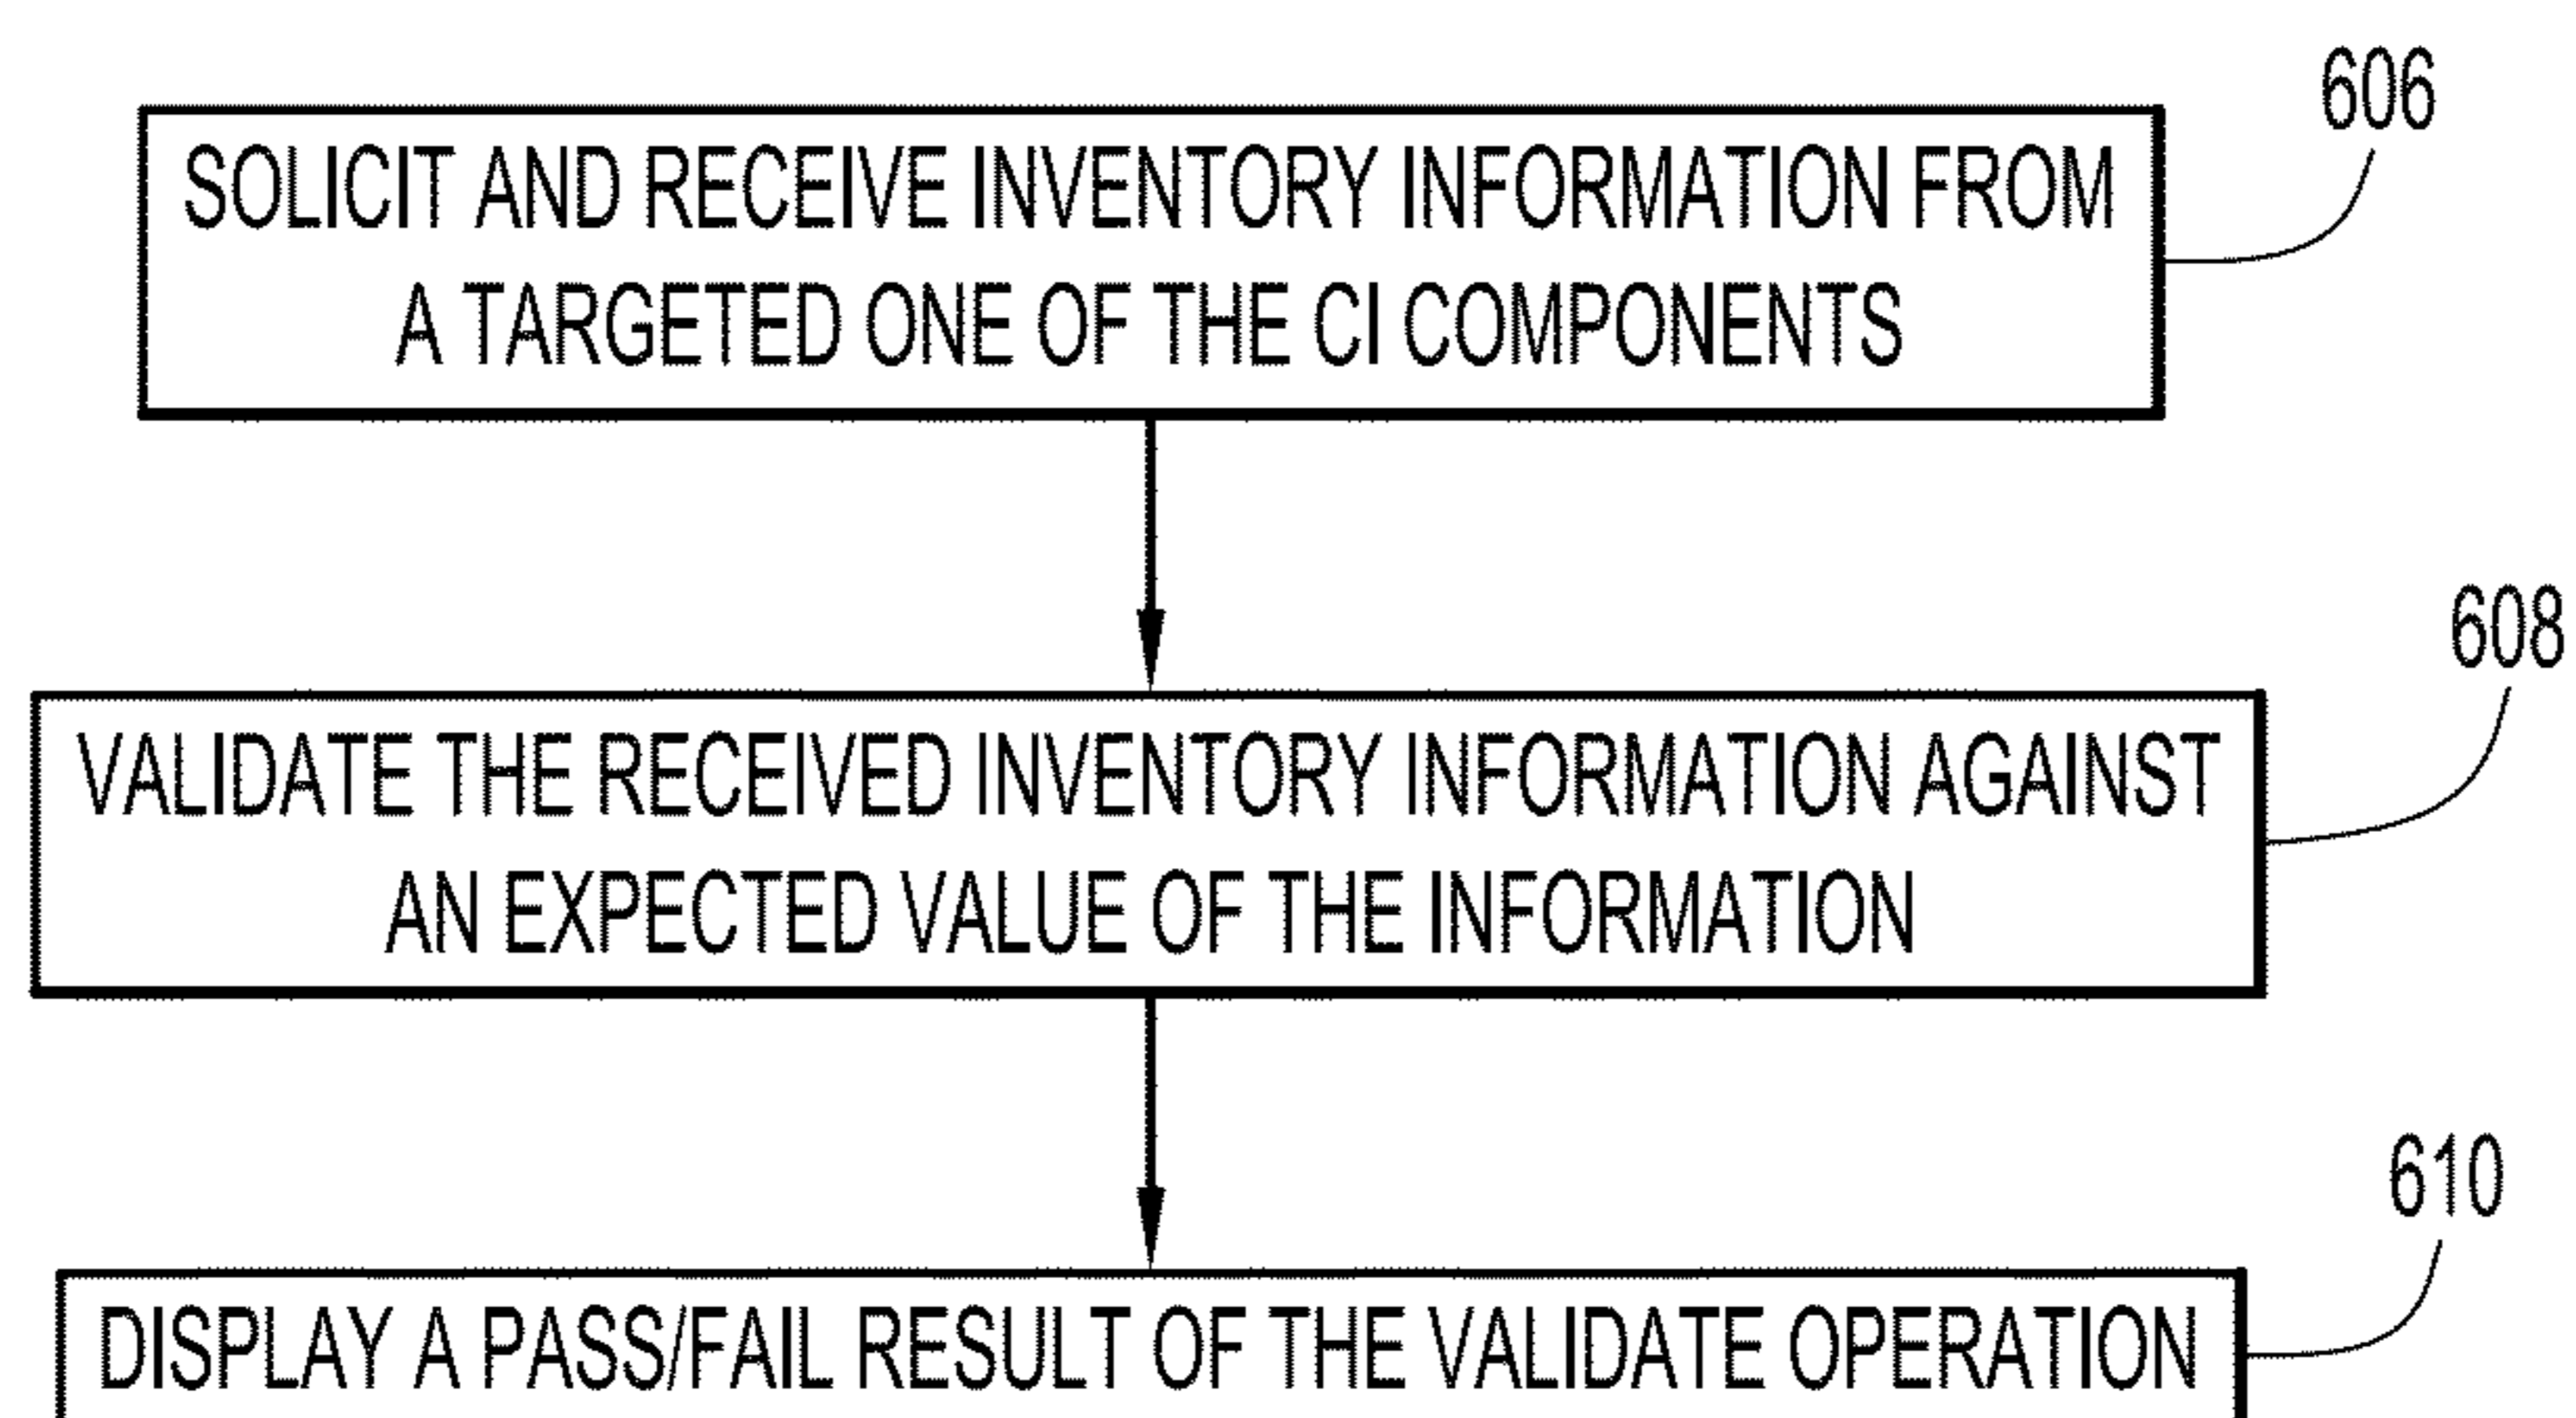 606
SOLICIT AND RECEIVE INVENTORY INFORMATION FROM
A TARGETED ONE OF THE CI COMPONENTS
608
VALIDATE THE RECEIVED INVENTORY INFORMATION AGAINST
AN EXPECTED VALUE OF THE INFORMATION
610
DISPLAY A PASS/FAIL RESULT OF THE VALIDATE OPERATION